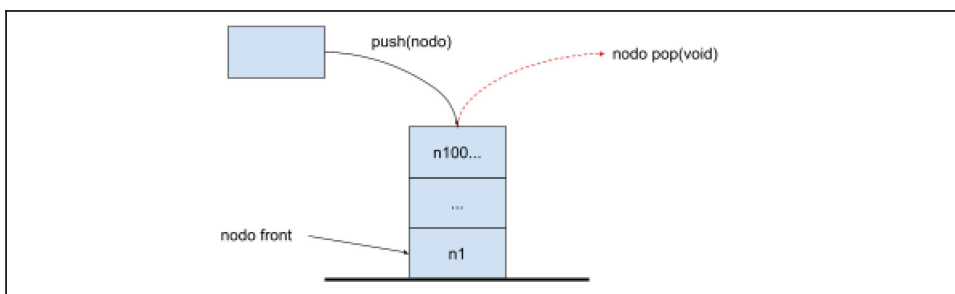 push(nodo)
nodo pop(void)
n100...
...
nodo front
n1